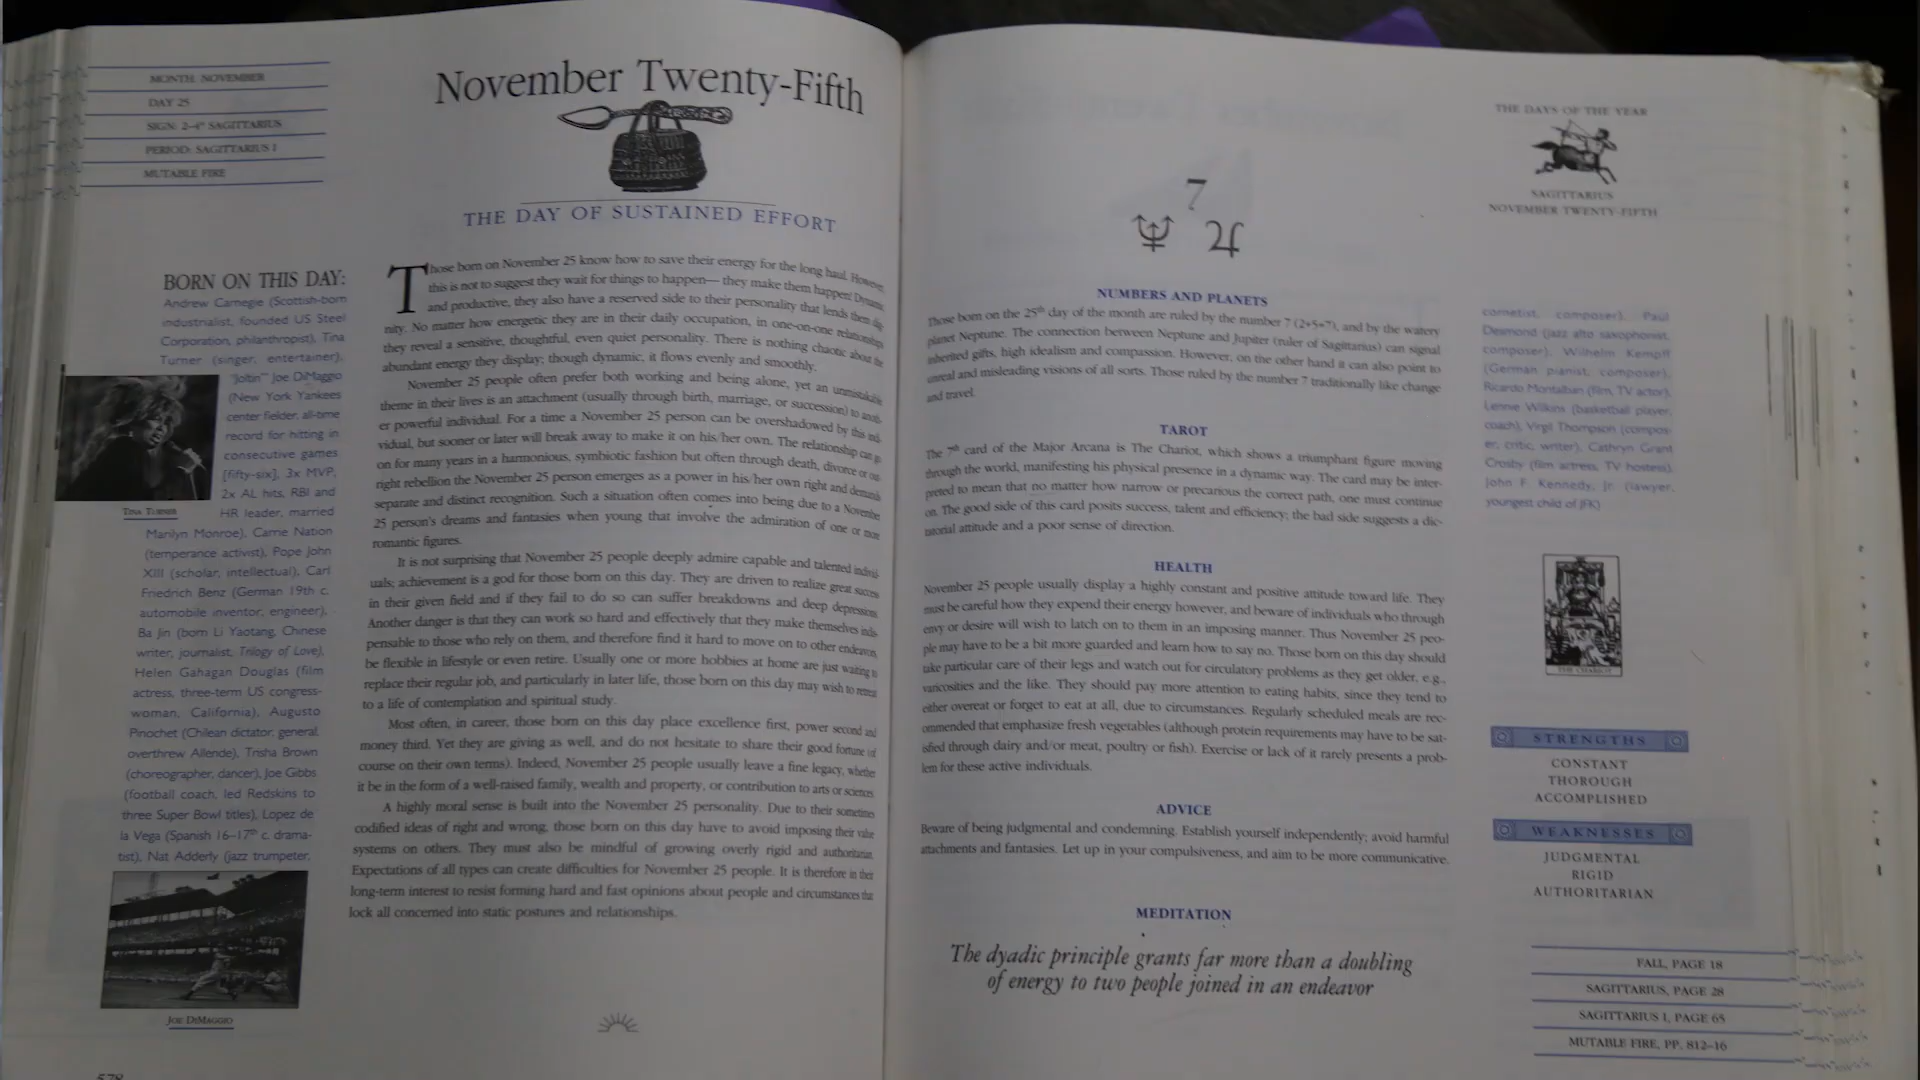 MONTH: NOVEMBER
DAY 25
SIGN: 2–4° SAGITTARIUS
PERIOD: SAGITTARIUS I
MUTABLE FIRE
November Twenty-Fifth
THE DAY OF SUSTAINED EFFORT
BORN ON THIS DAY:
Andrew Carnegie (Scottish-born
industrialist, founded US Steel
Corporation, philanthropist), Tina
Turner (singer, entertainer),
"Joltin'" Joe DiMaggio
(New York Yankees
center fielder, all-time
record for hitting in
consecutive games
[fifty-six], 3x MVP,
2x AL hits, RBI and
HR leader, married
Marilyn Monroe), Carrie Nation
(temperance activist), Pope John
XIII (scholar, intellectual), Carl
Friedrich Benz (German 19th c.
automobile inventor, engineer),
Ba Jin (born Li Yaotang, Chinese
writer, journalist, Trilogy of Love),
Helen Gahagan Douglas (film
actress, three-term US congress-
woman, California), Augusto
Pinochet (Chilean dictator, general,
overthrew Allende), Trisha Brown
(choreographer, dancer), Joe Gibbs
(football coach, led Redskins to
three Super Bowl titles), Lopez de
la Vega (Spanish 16–17th c. drama-
tist), Nat Adderly (jazz trumpeter,
TINA TURNER
JOE DIMAGGIO
578
Those born on November 25 know how to save their energy for the long haul. However,
this is not to suggest they wait for things to happen— they make them happen! Dynamic
and productive, they also have a reserved side to their personality that lends them dig-
nity. No matter how energetic they are in their daily occupation, in one-on-one relationships
they reveal a sensitive, thoughtful, even quiet personality. There is nothing chaotic about the
abundant energy they display; though dynamic, it flows evenly and smoothly.
November 25 people often prefer both working and being alone, yet an unmistakable
theme in their lives is an attachment (usually through birth, marriage, or succession) to anoth-
er powerful individual. For a time a November 25 person can be overshadowed by this indi-
vidual, but sooner or later will break away to make it on his/her own. The relationship can go
on for many years in a harmonious, symbiotic fashion but often through death, divorce or out-
right rebellion the November 25 person emerges as a power in his/her own right and demands
separate and distinct recognition. Such a situation often comes into being due to a November
25 person's dreams and fantasies when young that involve the admiration of one or more
romantic figures.
It is not surprising that November 25 people deeply admire capable and talented individ-
uals; achievement is a god for those born on this day. They are driven to realize great success
in their given field and if they fail to do so can suffer breakdowns and deep depressions.
Another danger is that they can work so hard and effectively that they make themselves indis-
pensable to those who rely on them, and therefore find it hard to move on to other endeavors,
be flexible in lifestyle or even retire. Usually one or more hobbies at home are just waiting to
replace their regular job, and particularly in later life, those born on this day may wish to retreat
to a life of contemplation and spiritual study.
Most often, in career, those born on this day place excellence first, power second and
money third. Yet they are giving as well, and do not hesitate to share their good fortune (of
course on their own terms). Indeed, November 25 people usually leave a fine legacy, whether
it be in the form of a well-raised family, wealth and property, or contribution to arts or sciences.
A highly moral sense is built into the November 25 personality. Due to their sometimes
codified ideas of right and wrong, those born on this day have to avoid imposing their value
systems on others. They must also be mindful of growing overly rigid and authoritarian.
Expectations of all types can create difficulties for November 25 people. It is therefore in their
long-term interest to resist forming hard and fast opinions about people and circumstances that
lock all concerned into static postures and relationships.
7
♆ ♃
NUMBERS AND PLANETS
Those born on the 25th day of the month are ruled by the number 7 (2+5=7), and by the watery
planet Neptune. The connection between Neptune and Jupiter (ruler of Sagittarius) can signal
inherited gifts, high idealism and compassion. However, on the other hand it can also point to
unreal and misleading visions of all sorts. Those ruled by the number 7 traditionally like change
and travel.
TAROT
The 7th card of the Major Arcana is The Chariot, which shows a triumphant figure moving
through the world, manifesting his physical presence in a dynamic way. The card may be inter-
preted to mean that no matter how narrow or precarious the correct path, one must continue
on. The good side of this card posits success, talent and efficiency; the bad side suggests a dic-
tatorial attitude and a poor sense of direction.
HEALTH
November 25 people usually display a highly constant and positive attitude toward life. They
must be careful how they expend their energy however, and beware of individuals who through
envy or desire will wish to latch on to them in an imposing manner. Thus November 25 peo-
ple may have to be a bit more guarded and learn how to say no. Those born on this day should
take particular care of their legs and watch out for circulatory problems as they get older, e.g.,
varicosities and the like. They should pay more attention to eating habits, since they tend to
either overeat or forget to eat at all, due to circumstances. Regularly scheduled meals are rec-
ommended that emphasize fresh vegetables (although protein requirements may have to be sat-
isfied through dairy and/or meat, poultry or fish). Exercise or lack of it rarely presents a prob-
lem for these active individuals.
ADVICE
Beware of being judgmental and condemning. Establish yourself independently; avoid harmful
attachments and fantasies. Let up in your compulsiveness, and aim to be more communicative.
MEDITATION
The dyadic principle grants far more than a doubling
of energy to two people joined in an endeavor
THE DAYS OF THE YEAR
SAGITTARIUS
NOVEMBER TWENTY-FIFTH
cornetist, composer), Paul
Desmond (jazz alto saxophonist,
composer), Wilhelm Kempff
(German pianist, composer),
Ricardo Montalban (film, TV actor),
Lennie Wilkins (basketball player,
coach), Virgil Thompson (compos-
er, critic, writer), Cathryn Grant
Crosby (film actress, TV hostess),
John F. Kennedy, Jr. (lawyer,
youngest child of JFK)
THE CHARIOT
STRENGTHS
CONSTANT
THOROUGH
ACCOMPLISHED
WEAKNESSES
JUDGMENTAL
RIGID
AUTHORITARIAN
FALL, PAGE 18
SAGITTARIUS, PAGE 28
SAGITTARIUS I, PAGE 65
MUTABLE FIRE, PP. 812–16